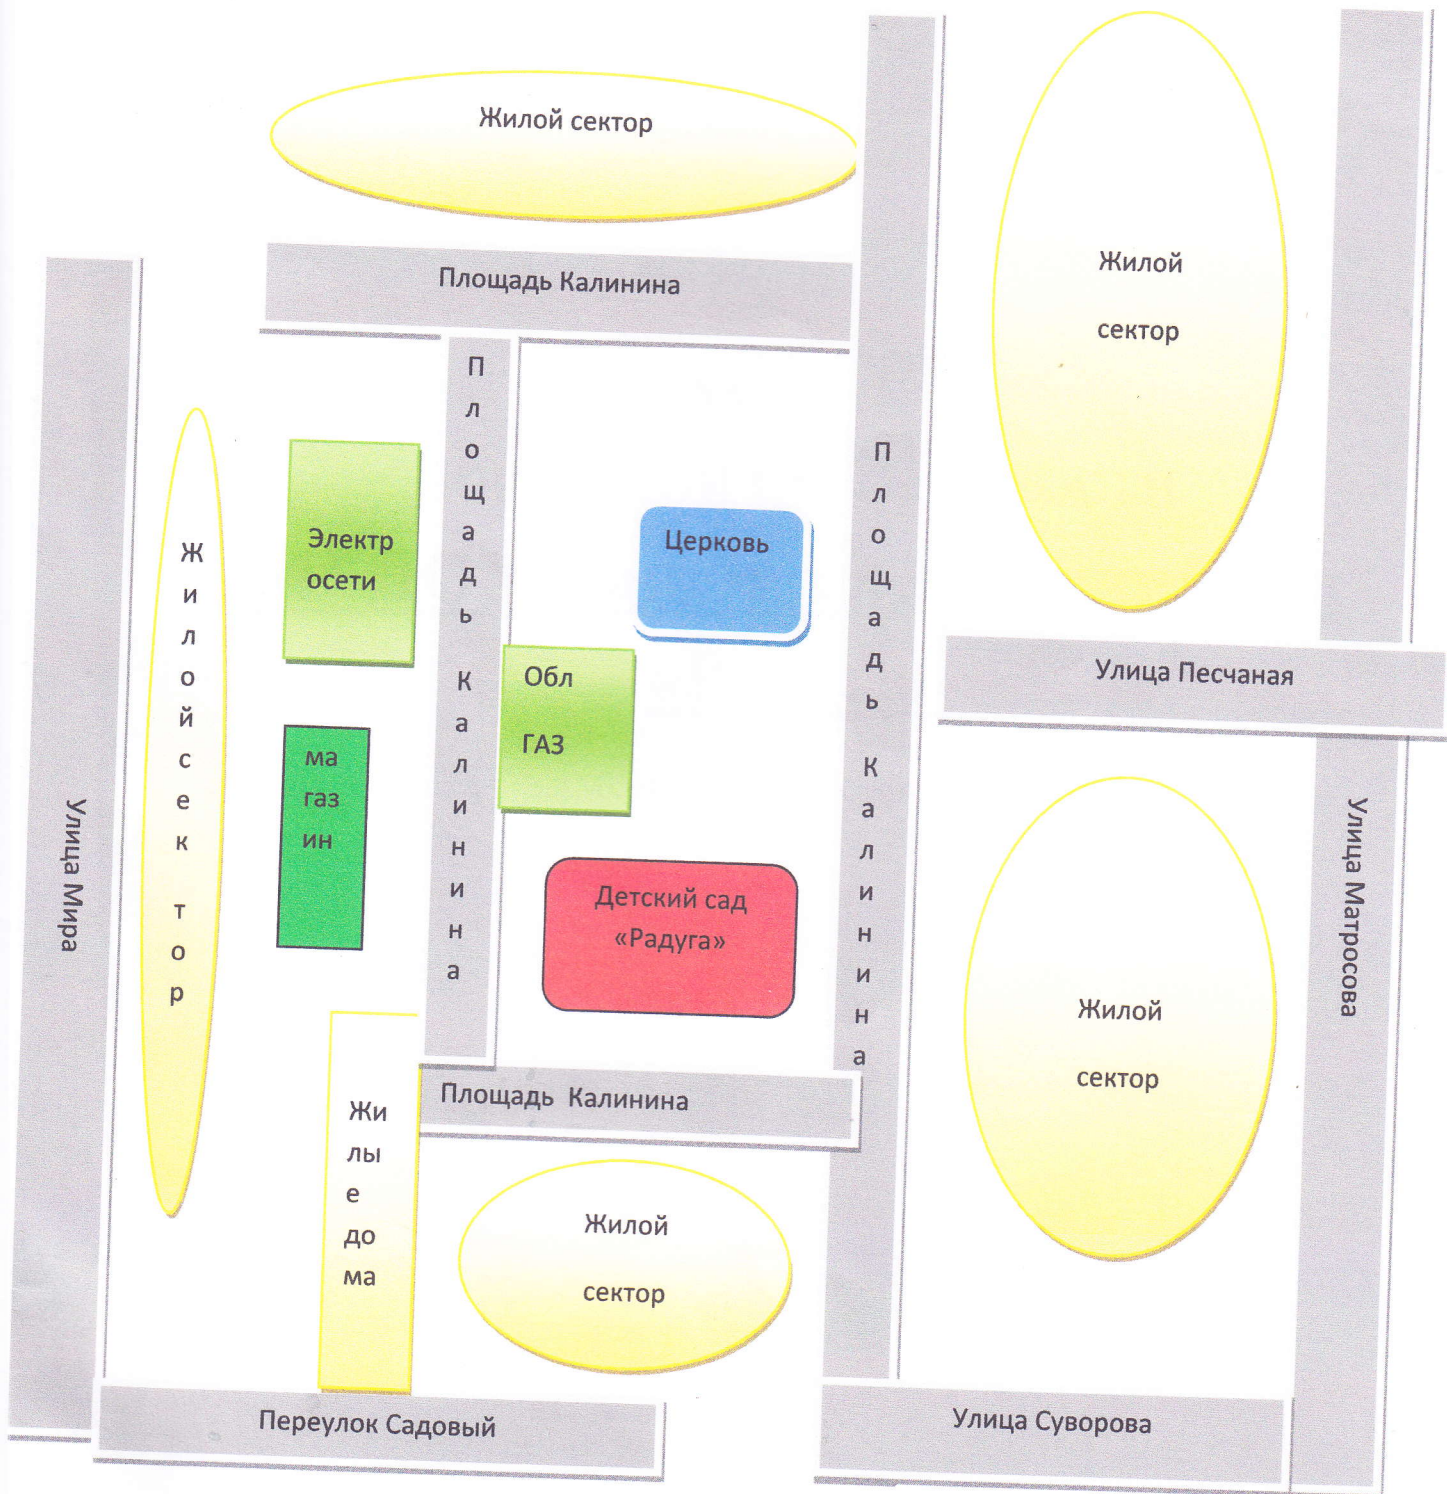 Жилой сектор
Площадь Калинина
Жилой
сектор
Площадь Калинина
Электр
осети
Церковь
Площадь Калинина
Жилойсек тор
Обл
ГАЗ
Улица Песчаная
ма
газ
ин
Улица Мира
Детский сад
«Радуга»
Улица Матросова
Жилой
сектор
Площадь Калинина
Жи
лы
е
до
ма
Жилой
сектор
Переулок Садовый
Улица Суворова